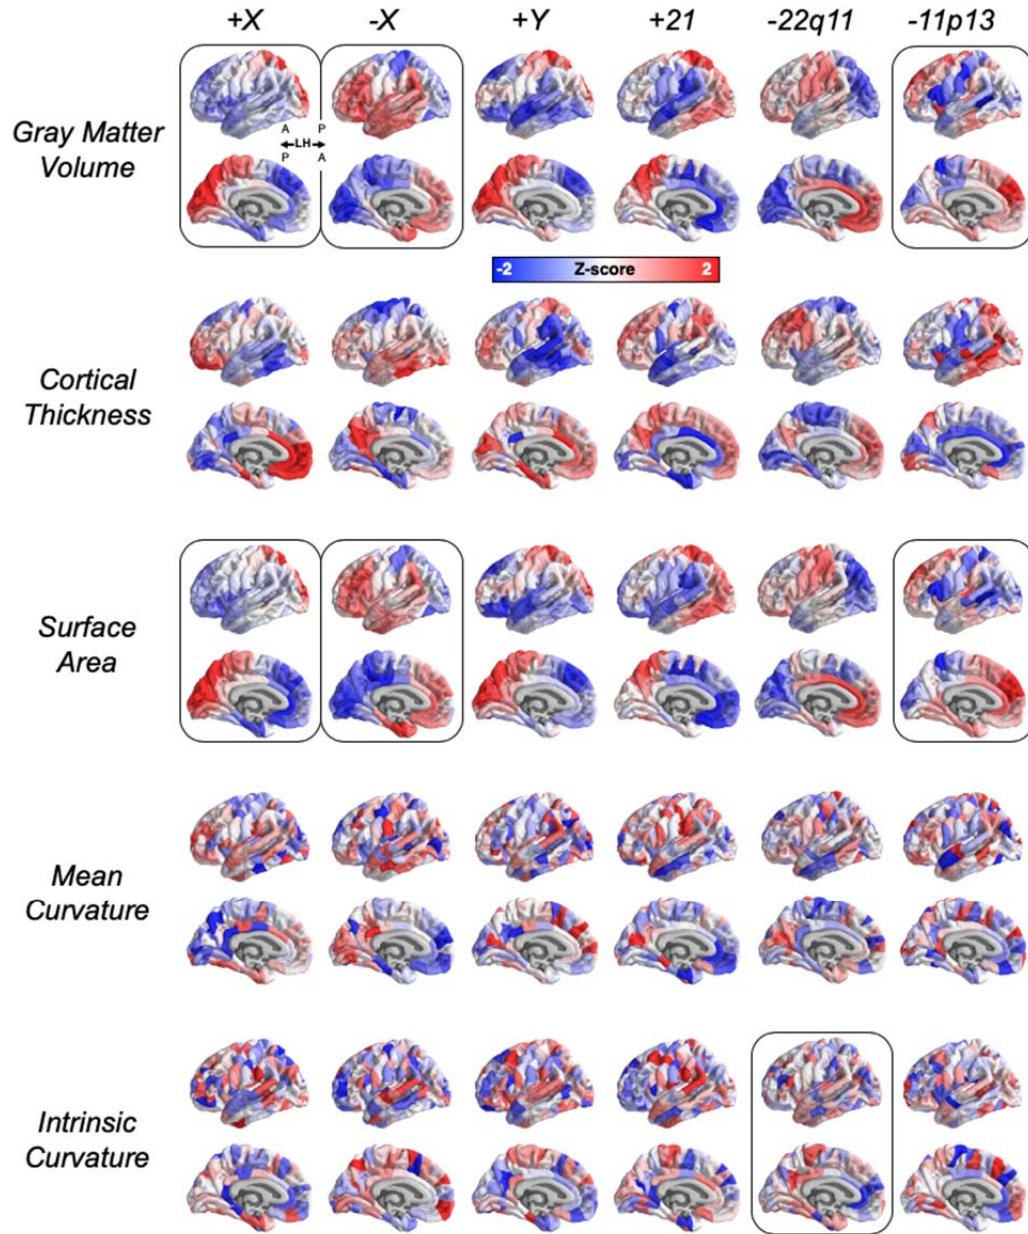 +X -X +Y +21 -22q11 -11p13
Gray Matter
Volume
A P
LH
P A
-2 Z-score 2
Cortical
Thickness
Surface
Area
Mean
Curvature
Intrinsic
Curvature